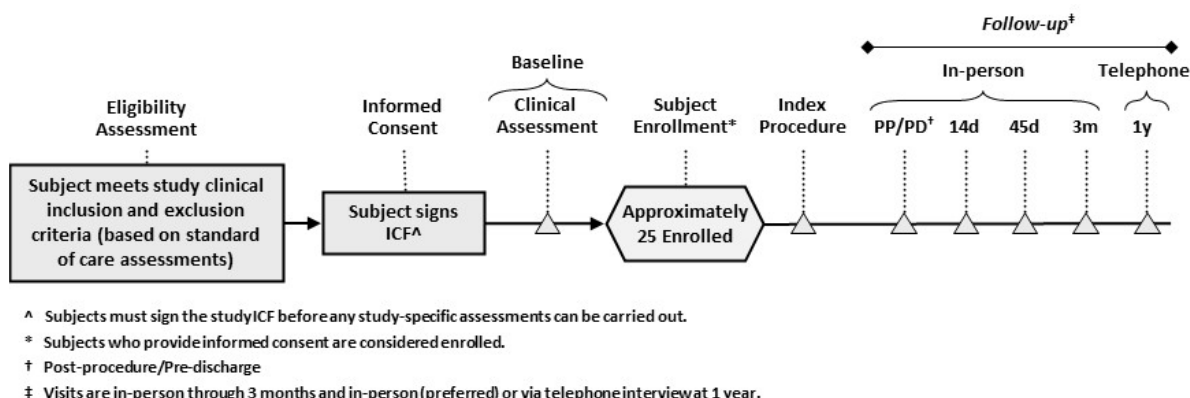 Follow-up‡
Baseline
In-person
Telephone
Eligibility
Assessment
Informed
Consent
Clinical
Assessment
Subject
Enrollment*
Index
Procedure
PP/PD†
14d
45d
3m
1y
Subject meets study clinical
inclusion and exclusion
criteria (based on standard
of care assessments)
Subject signs
ICF^
Approximately
25 Enrolled
^ Subjects must sign the study ICF before any study-specific assessments can be carried out.
* Subjects who provide informed consent are considered enrolled.
† Post-procedure/Pre-discharge
‡ Visits are in-person through 3 months and in-person (preferred) or via telephone interview at 1 year.